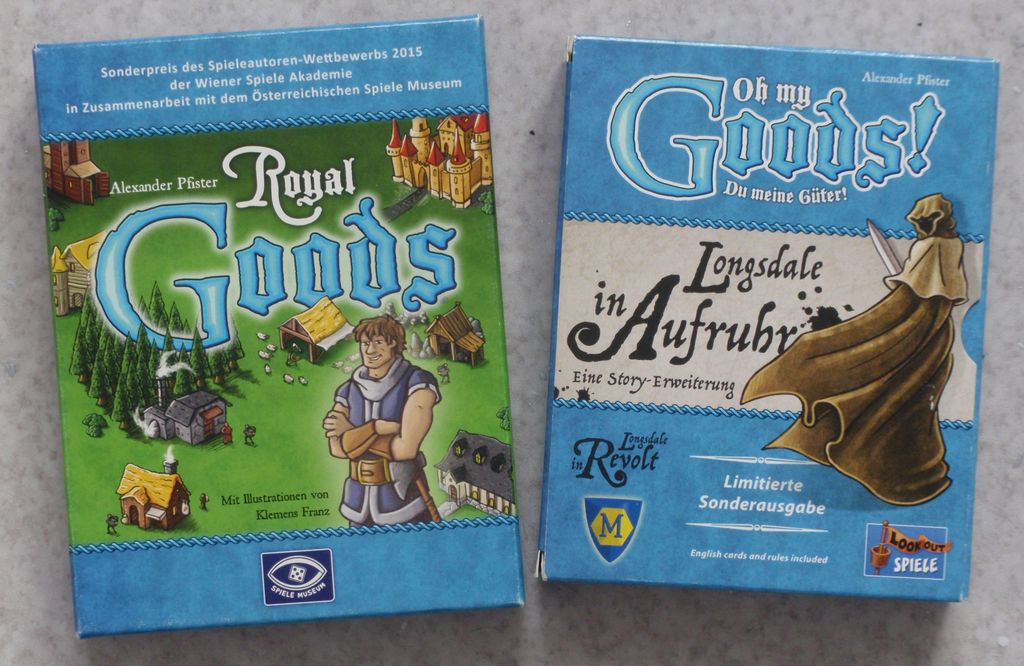 Sonderpreis des Spieleautoren-Wettbewerbs 2015
der Wiener Spiele Akademie
in Zusammenarbeit mit dem Österreichischen Spiele Museum
Alexander Pfister
Royal
Goods
Mit Illustrationen von
Klemens Franz
SPIELE MUSEUM
Alexander Pfister
Oh my
Goods!
Du meine Güter!
Longsdale
in Aufruhr
Eine Story-Erweiterung
Longsdale
in Revolt
M
Limitierte
Sonderausgabe
English cards and rules included
LOOKOUT
SPIELE